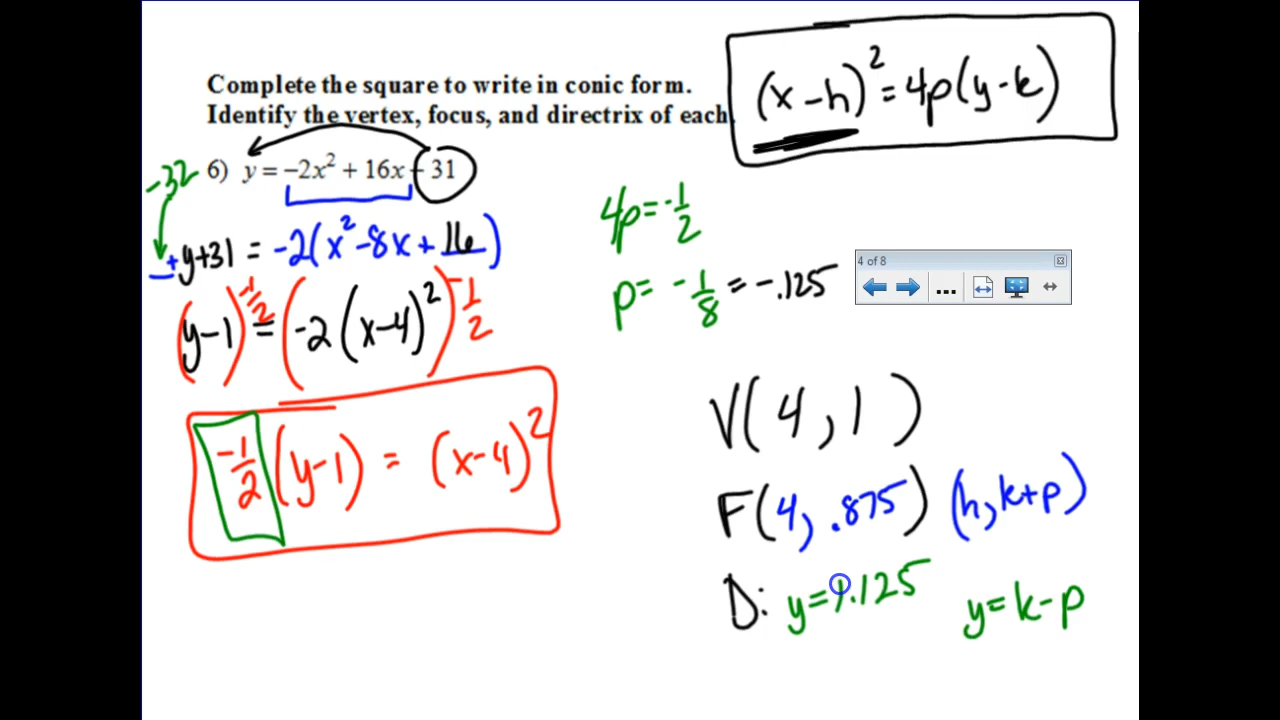 Complete the square to write in conic form.
Identify the vertex, focus, and directrix of each.
(x-h)² = 4p(y-k)
6) y = -2x² + 16x - 31
-32
_+y+31 = -2(x²-8x+16)
(y-1)-1/2 = (-2(x-4)²)-1/2
-1/2(y-1) = (x-4)²
4p = -1/2
p = -1/8 = -.125
4 of 8
...
V(4,1)
F(4, .875) (h, k+p)
D: y=1.125 y=k-p